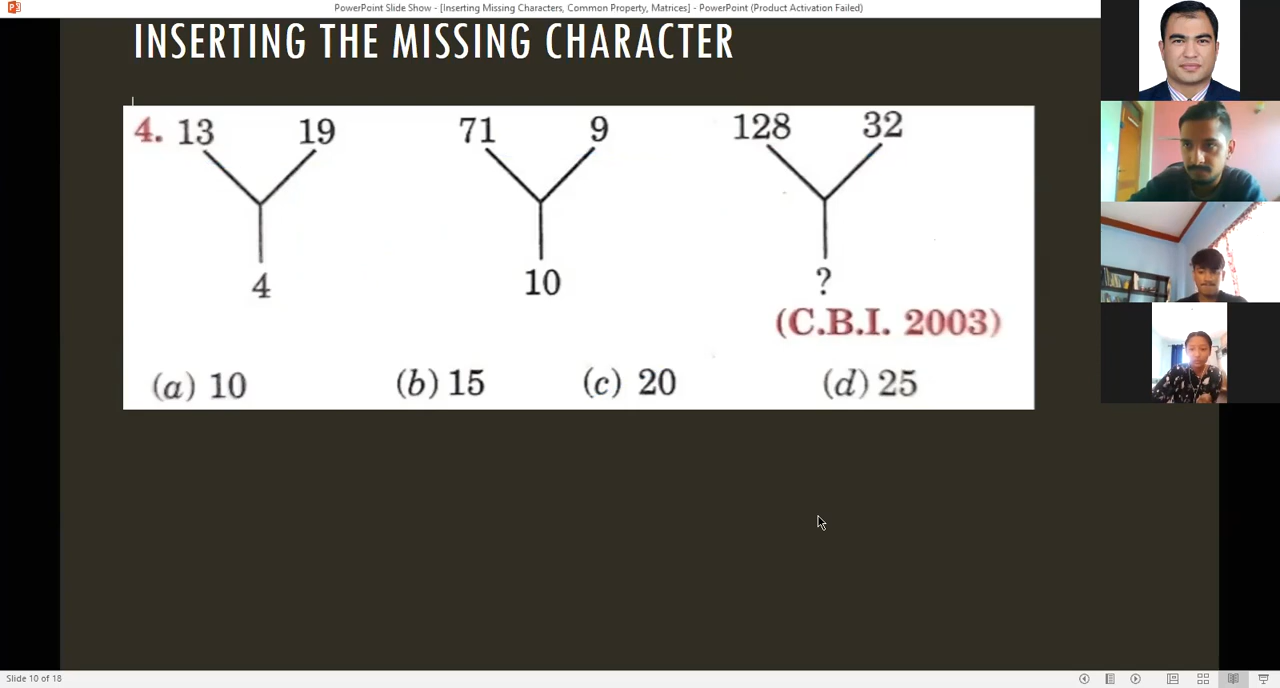 PowerPoint Slide Show - [Inserting Missing Characters, Common Property, Matrices] - PowerPoint (Product Activation Failed)
INSERTING THE MISSING CHARACTER
4. 13 19 71 9 128 32
4 10 ?
(C.B.I. 2003)
(a) 10 (b) 15 (c) 20 (d) 25
Slide 10 of 18